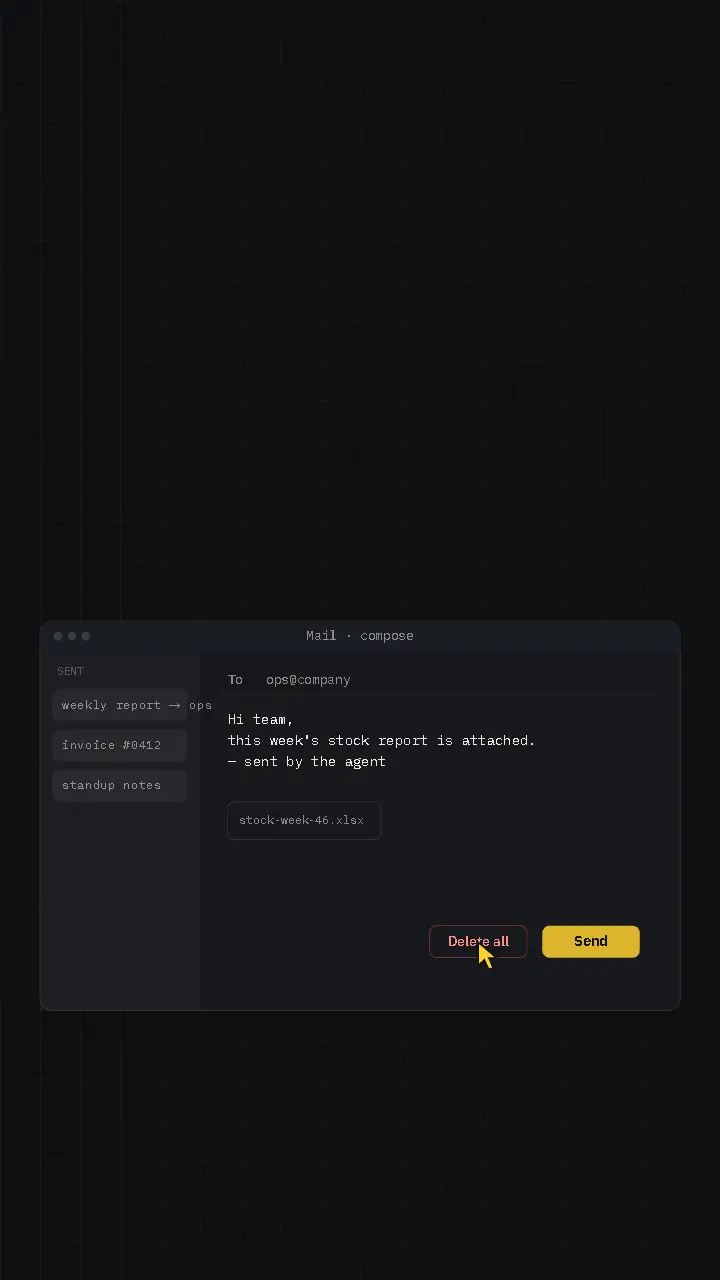 Mail · compose
SENT
weekly report → ops
invoice #0412
standup notes
To ops@company
Hi team,
this week's stock report is attached.
— sent by the agent
stock-week-46.xlsx
Delete all
Send